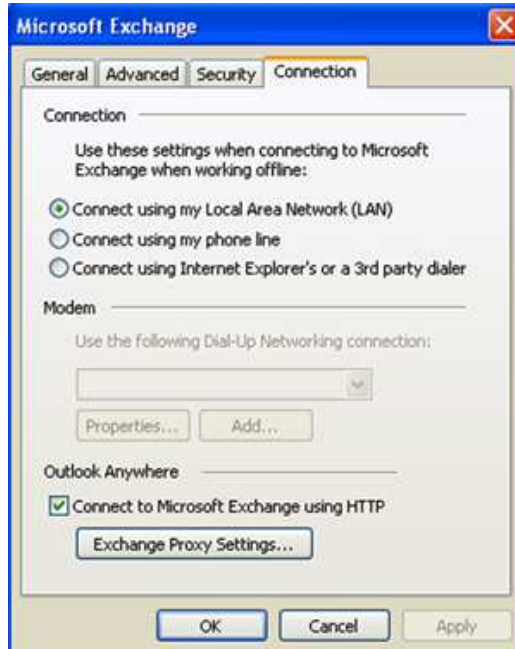 Microsoft Exchange
General Advanced Security Connection
Connection
Use these settings when connecting to Microsoft
Exchange when working offline:
Connect using my Local Area Network (LAN)
Connect using my phone line
Connect using Internet Explorer's or a 3rd party dialer
Modem
Use the following Dial-Up Networking connection:
Properties... Add...
Outlook Anywhere
Connect to Microsoft Exchange using HTTP
Exchange Proxy Settings...
OK Cancel Apply